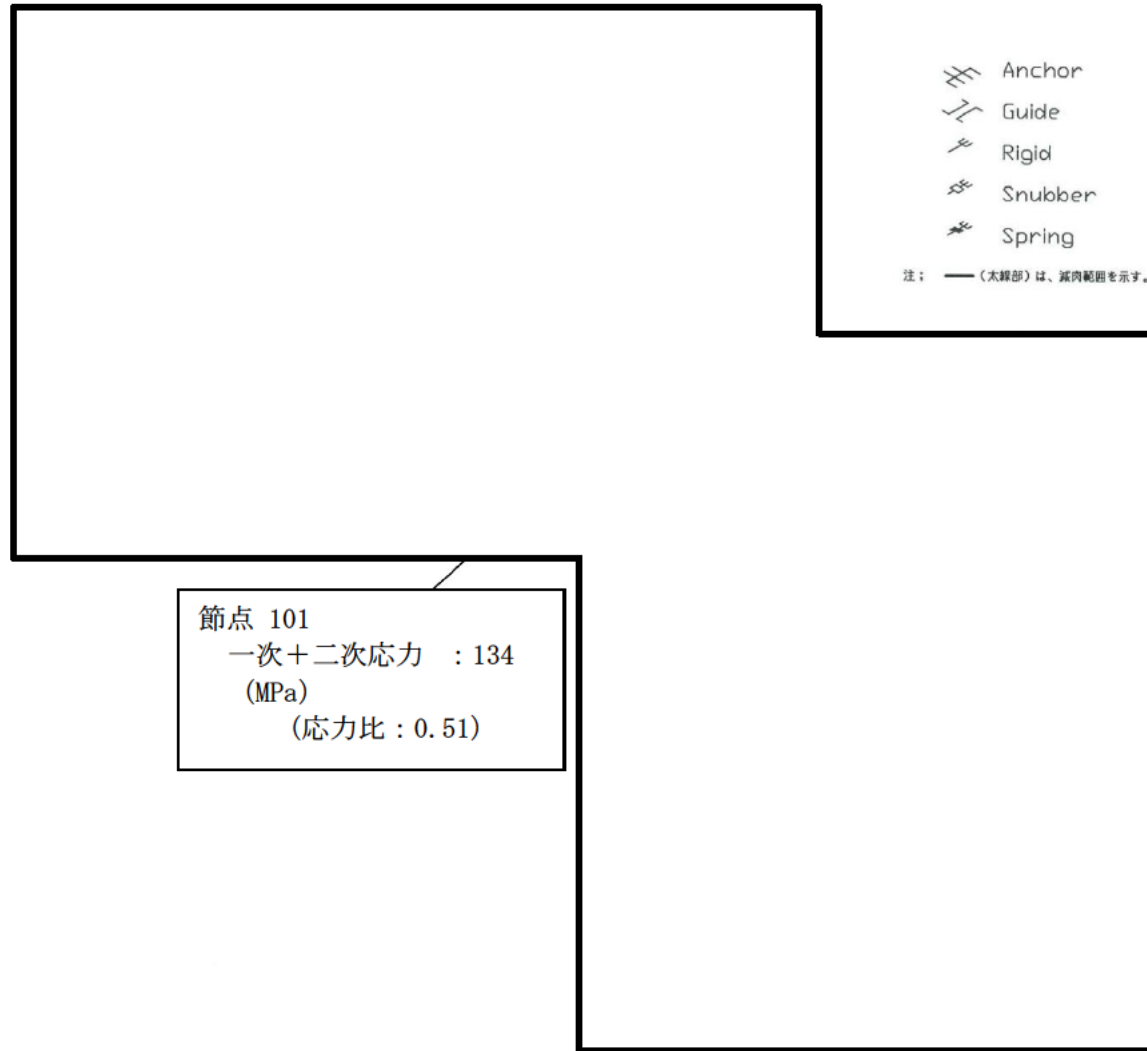 Anchor
Guide
Rigid
Snubber
Spring
注; ━━ (太線部)は、減肉範囲を示す。
節点 101
一次+二次応力 :134
(MPa)
(応力比:0.51)